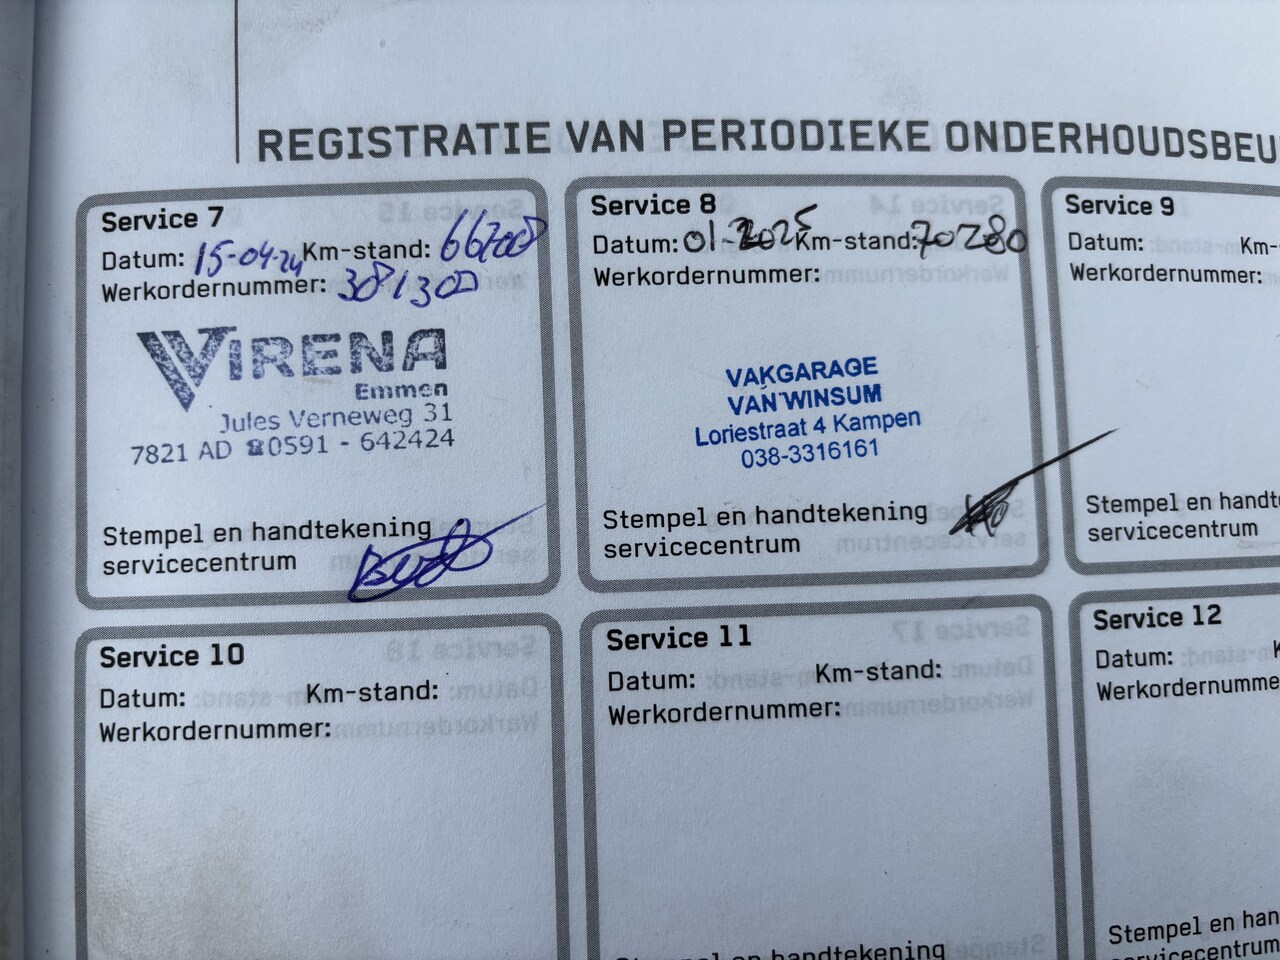 REGISTRATIE VAN PERIODIEKE ONDERHOUDSBEU
Service 7
Datum: 15-04-24 Km-stand:
Werkordernummer: 381300
VIRENA
Emmen
Jules Verneweg 31
7821 AD ☎0591 - 642424
Stempel en handtekening
servicecentrum
Service 8
Datum: 01-2025 Km-stand: 70280
Werkordernummer:
VAKGARAGE
VAN WINSUM
Loriestraat 4 Kampen
038-3316161
Stempel en handtekening
servicecentrum
Service 9
Datum: Km-
Werkordernummer:
Stempel en handt
servicecentrum
Service 10
Datum: Km-stand:
Werkordernummer:
Service 11
Datum: Km-stand:
Werkordernummer:
Stempel en handtekening
Service 12
Datum: K
Werkordernumme
Stempel en han
servicecentrum